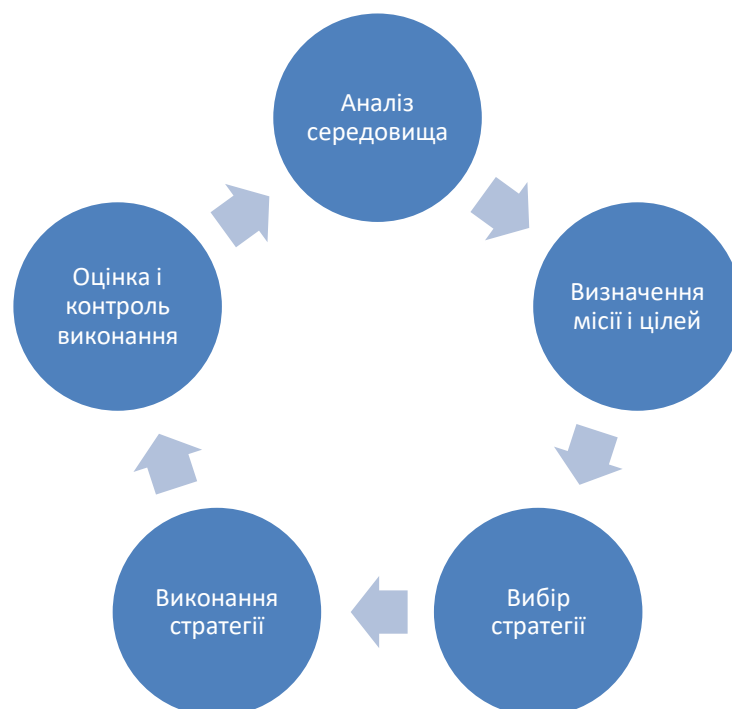 Аналіз
середовища
Визначення
місії і цілей
Вибір
стратегії
Виконання
стратегії
Оцінка і
контроль
виконання